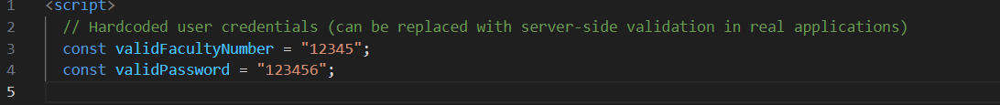 1 <script>
2 // Hardcoded user credentials (can be replaced with server-side validation in real applications)
3 const validFacultyNumber = "12345";
4 const validPassword = "123456";
5